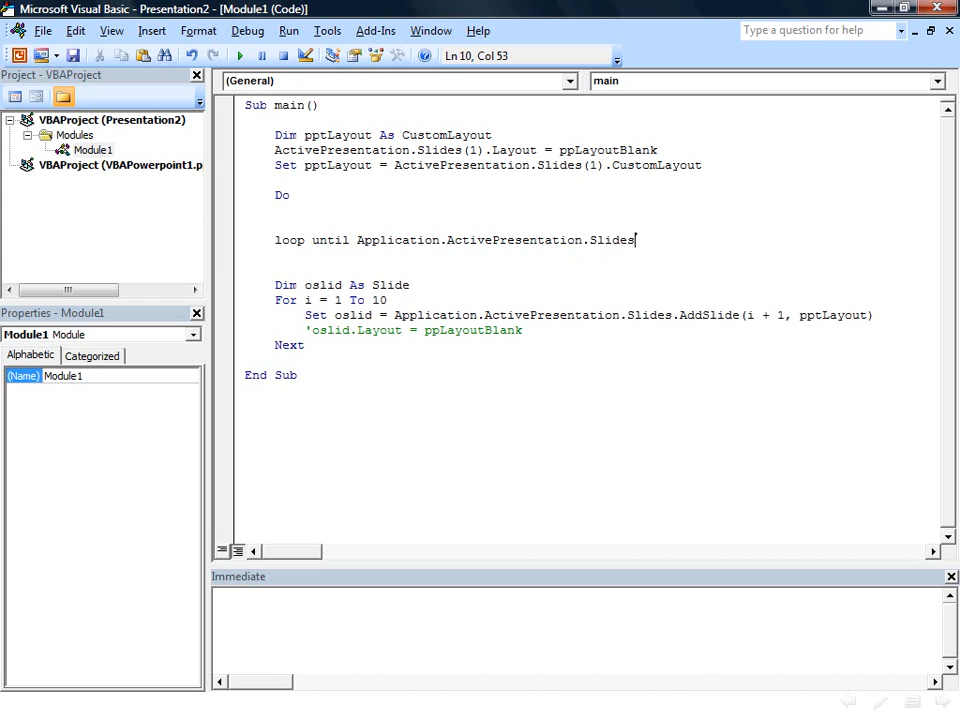 Microsoft Visual Basic - Presentation2 - [Module1 (Code)]
File Edit View Insert Format Debug Run Tools Add-Ins Window Help
Type a question for help
Ln 10, Col 53
Project - VBAProject
(General)
main
VBAProject (Presentation2)
Modules
Module1
VBAProject (VBAPowerpoint1.p
Sub main()
Dim pptLayout As CustomLayout
ActivePresentation.Slides(1).Layout = ppLayoutBlank
Set pptLayout = ActivePresentation.Slides(1).CustomLayout
Do
loop until Application.ActivePresentation.Slides
Dim oslid As Slide
For i = 1 To 10
Set oslid = Application.ActivePresentation.Slides.AddSlide(i + 1, pptLayout)
'oslid.Layout = ppLayoutBlank
Next
End Sub
Properties - Module1
Module1 Module
Alphabetic Categorized
(Name) Module1
Immediate